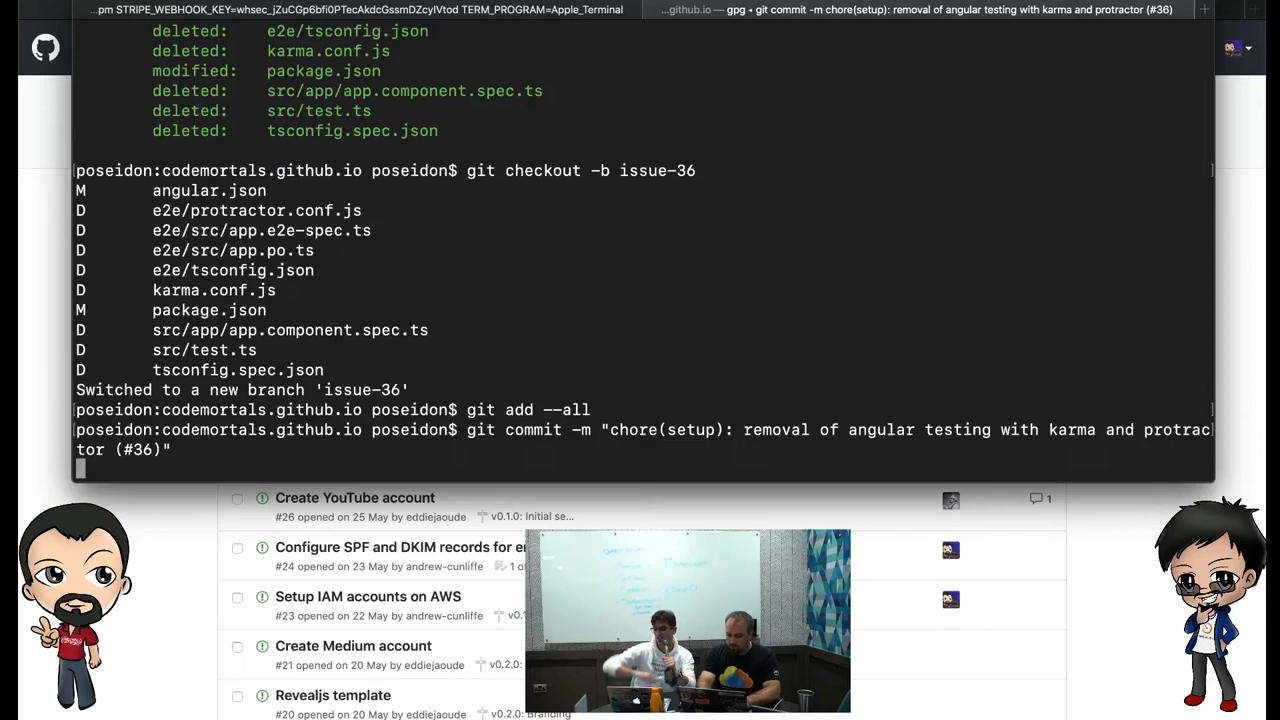 ...pm STRIPE_WEBHOOK_KEY=whsec_jZuCGp6bfi0PTecAkdcGssmDZcyIVtod TERM_PROGRAM=Apple_Terminal
...github.io — gpg • git commit -m chore(setup): removal of angular testing with karma and protractor (#36)
deleted: e2e/tsconfig.json
deleted: karma.conf.js
modified: package.json
deleted: src/app/app.component.spec.ts
deleted: src/test.ts
deleted: tsconfig.spec.json
poseidon:codemortals.github.io poseidon$ git checkout -b issue-36
M angular.json
D e2e/protractor.conf.js
D e2e/src/app.e2e-spec.ts
D e2e/src/app.po.ts
D e2e/tsconfig.json
D karma.conf.js
M package.json
D src/app/app.component.spec.ts
D src/test.ts
D tsconfig.spec.json
Switched to a new branch 'issue-36'
poseidon:codemortals.github.io poseidon$ git add --all
poseidon:codemortals.github.io poseidon$ git commit -m "chore(setup): removal of angular testing with karma and protrac
tor (#36)"
Create YouTube account
1
#26 opened on 25 May by eddiejaoude v0.1.0: Initial se...
Configure SPF and DKIM records for
#24 opened on 23 May by andrew-cunliffe
Setup IAM accounts on AWS
#23 opened on 22 May by andrew-cunliffe
Create Medium account
#21 opened on 20 May by eddiejaoude v0.2.0:
Revealjs template
#20 opened on 20 May by eddiejaoude v0.2.0: Branding